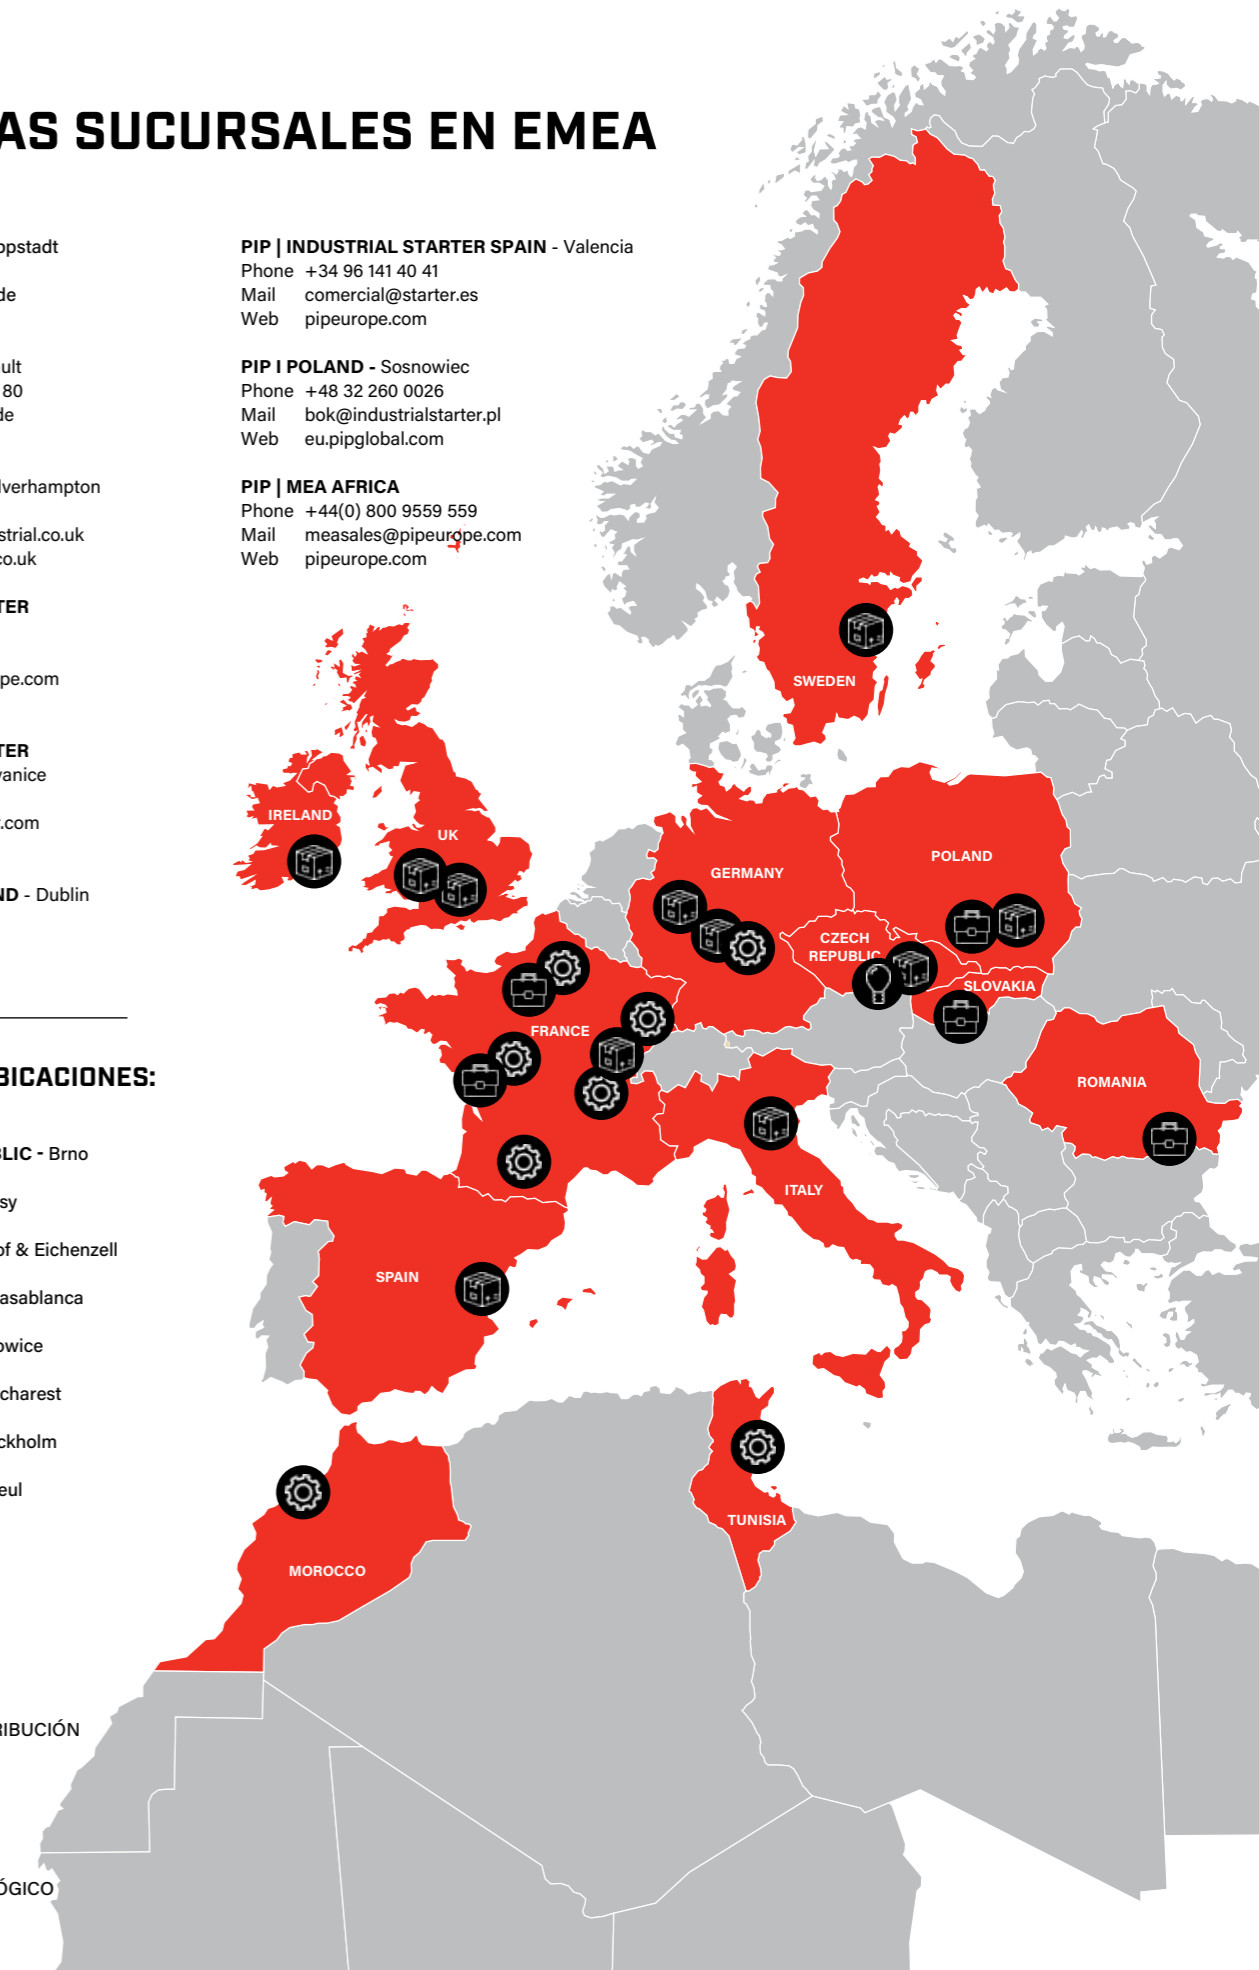 AS SUCURSALES EN EMEA
ppstadt
de
ult
80
de
lverhampton
strial.co.uk
co.uk
TER
pe.com
TER
vanice
.com
ND - Dublin
PIP | INDUSTRIAL STARTER SPAIN - Valencia
Phone +34 96 141 40 41
Mail comercial@starter.es
Web pipeurope.com
PIP I POLAND - Sosnowiec
Phone +48 32 260 0026
Mail bok@industrialstarter.pl
Web eu.pipglobal.com
PIP | MEA AFRICA
Phone +44(0) 800 9559 559
Mail measales@pipeurope.com
Web pipeurope.com
BICACIONES:
BLIC - Brno
sy
of & Eichenzell
asablanca
owice
charest
ckholm
eul
RIBUCIÓN
ÓGICO
SWEDEN
IRELAND
UK
GERMANY
POLAND
CZECH
REPUBLIC
SLOVAKIA
FRANCE
ROMANIA
ITALY
SPAIN
TUNISIA
MOROCCO